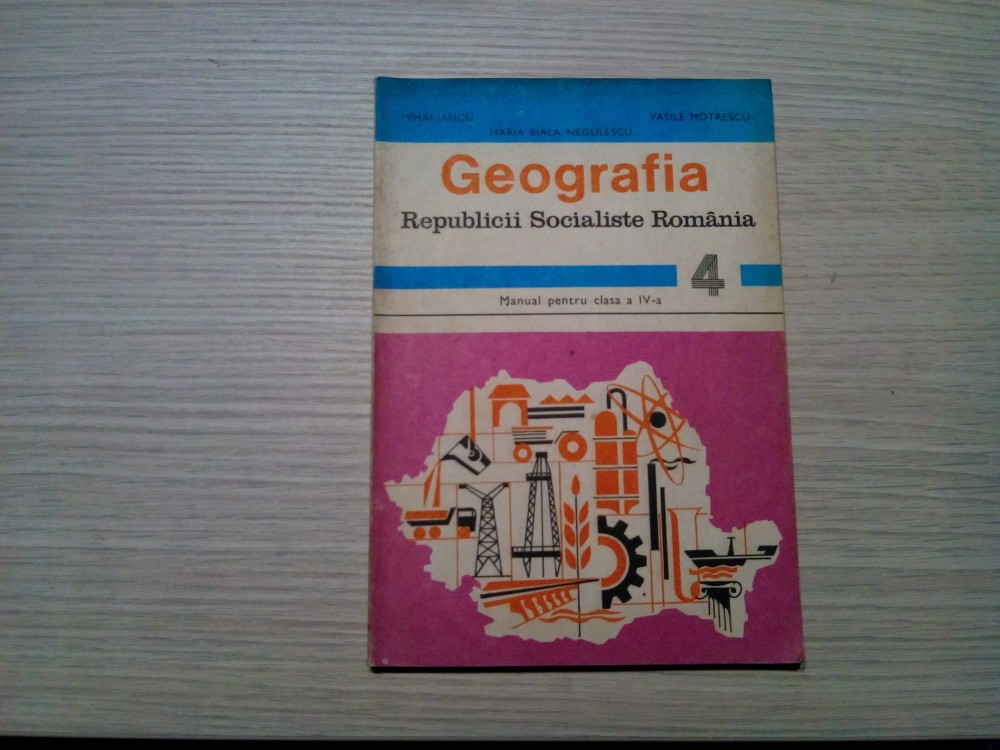 MIHAI IANCU VASILE MOTRESCU
MARIA BIALA NEGULESCU
Geografia
Republicii Socialiste România
4
Manual pentru clasa a IV-a